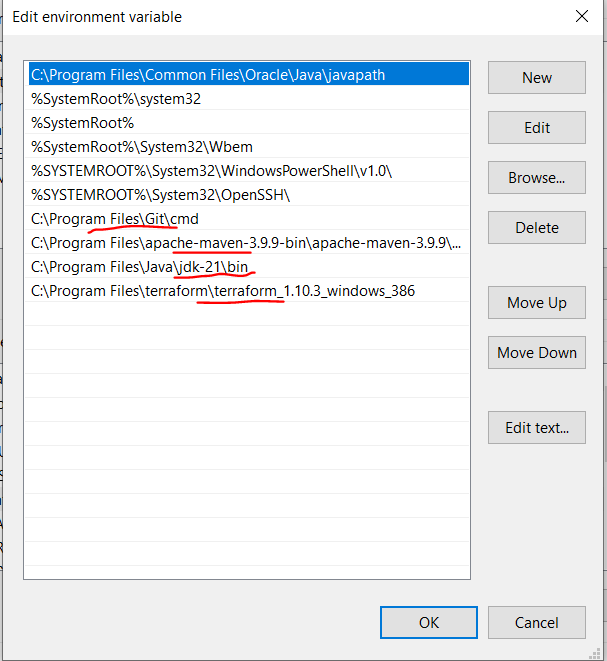 Edit environment variable
C:\Program Files\Common Files\Oracle\Java\javapath
New
%SystemRoot%\system32
%SystemRoot%
Edit
%SystemRoot%\System32\Wbem
%SYSTEMROOT%\System32\WindowsPowerShell\v1.0\
Browse...
%SYSTEMROOT%\System32\OpenSSH\
C:\Program Files\Git\cmd
Delete
C:\Program Files\apache-maven-3.9.9-bin\apache-maven-3.9.9\...
C:\Program Files\Java\jdk-21\bin
C:\Program Files\terraform\terraform_1.10.3_windows_386
Move Up
Move Down
Edit text...
OK
Cancel